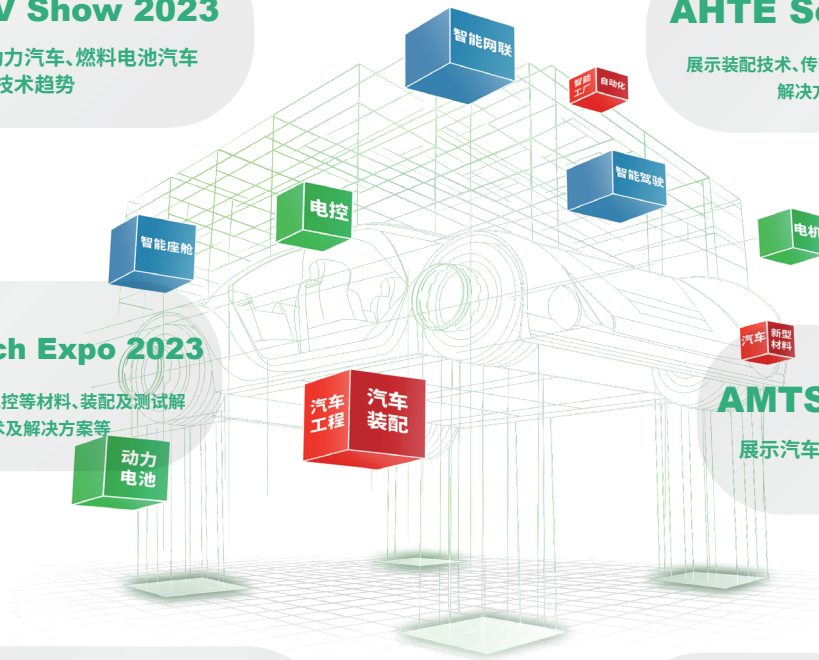 V Show 2023
力汽车、燃料电池汽车
技术趋势
AHTE S
展示装配技术、传
解决方
智能网联
智能
工厂
自动化
智能驾驶
电控
电机
智能座舱
ch Expo 2023
控等材料、装配及测试解
术及解决方案等
汽车
新型
材料
AMTS
展示汽车
汽车
工程
汽车
装配
动力
电池